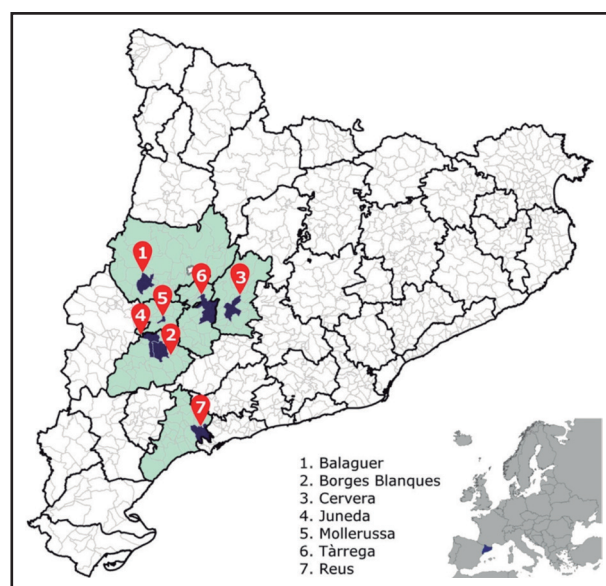 1
6
3
5
4
2
7
1. Balaguer
2. Borges Blanques
3. Cervera
4. Juneda
5. Mollerussa
6. Tàrrega
7. Reus